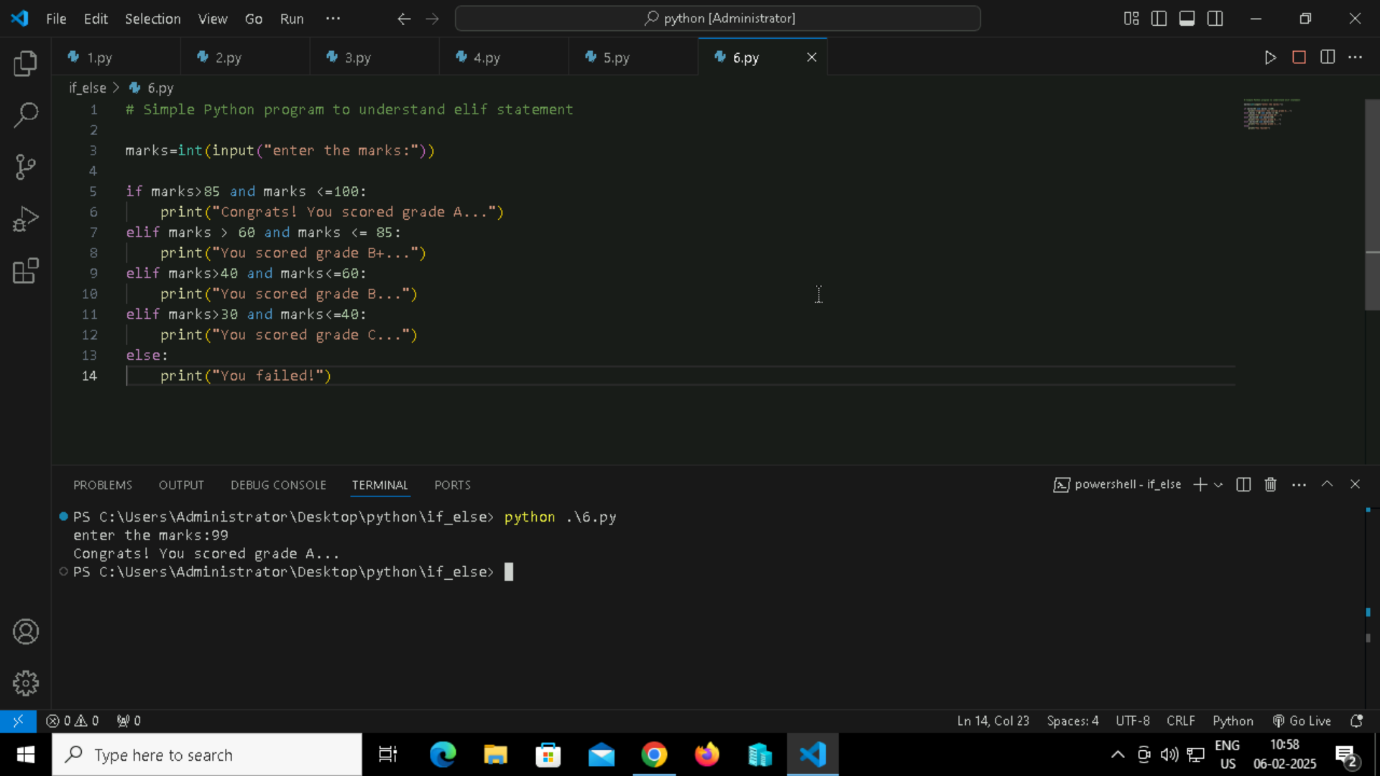 File Edit Selection View Go Run ··· python [Administrator]
1.py 2.py 3.py 4.py 5.py 6.py
if_else > 6.py
1 # Simple Python program to understand elif statement
2
3 marks=int(input("enter the marks:"))
4
5 if marks>85 and marks <=100:
6     print("Congrats! You scored grade A...")
7 elif marks > 60 and marks <= 85:
8     print("You scored grade B+...")
9 elif marks>40 and marks<=60:
10     print("You scored grade B...")
11 elif marks>30 and marks<=40:
12     print("You scored grade C...")
13 else:
14     print("You failed!")
PROBLEMS OUTPUT DEBUG CONSOLE TERMINAL PORTS powershell - if_else
PS C:\Users\Administrator\Desktop\python\if_else> python .\6.py
enter the marks:99
Congrats! You scored grade A...
PS C:\Users\Administrator\Desktop\python\if_else>
0 0 0 Ln 14, Col 23 Spaces: 4 UTF-8 CRLF Python Go Live
Type here to search
ENG 10:58
US 06-02-2025 2